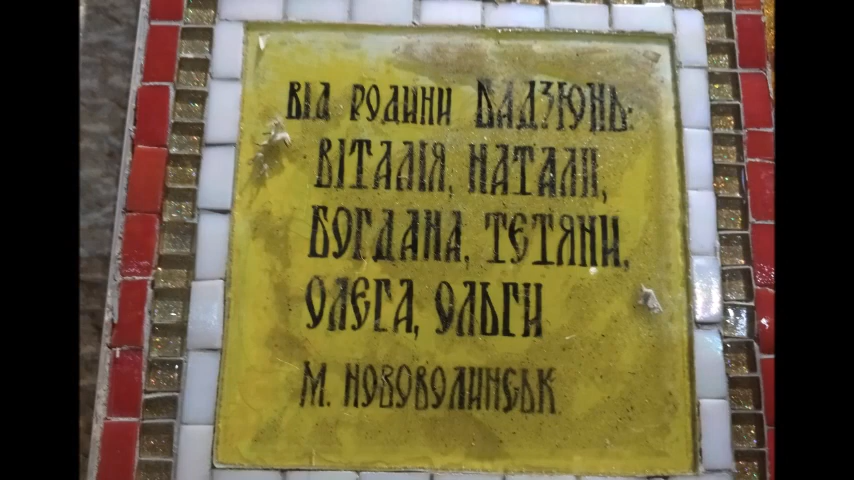 ВІД РОДИНИ ВАДЗЮНЬ:
ВІТАЛІЯ, НАТАЛІЇ,
БОГДАНА, ТЕТЯНИ,
ОЛЕГА, ОЛЬГИ
М. НОВОВОЛИНСЬК